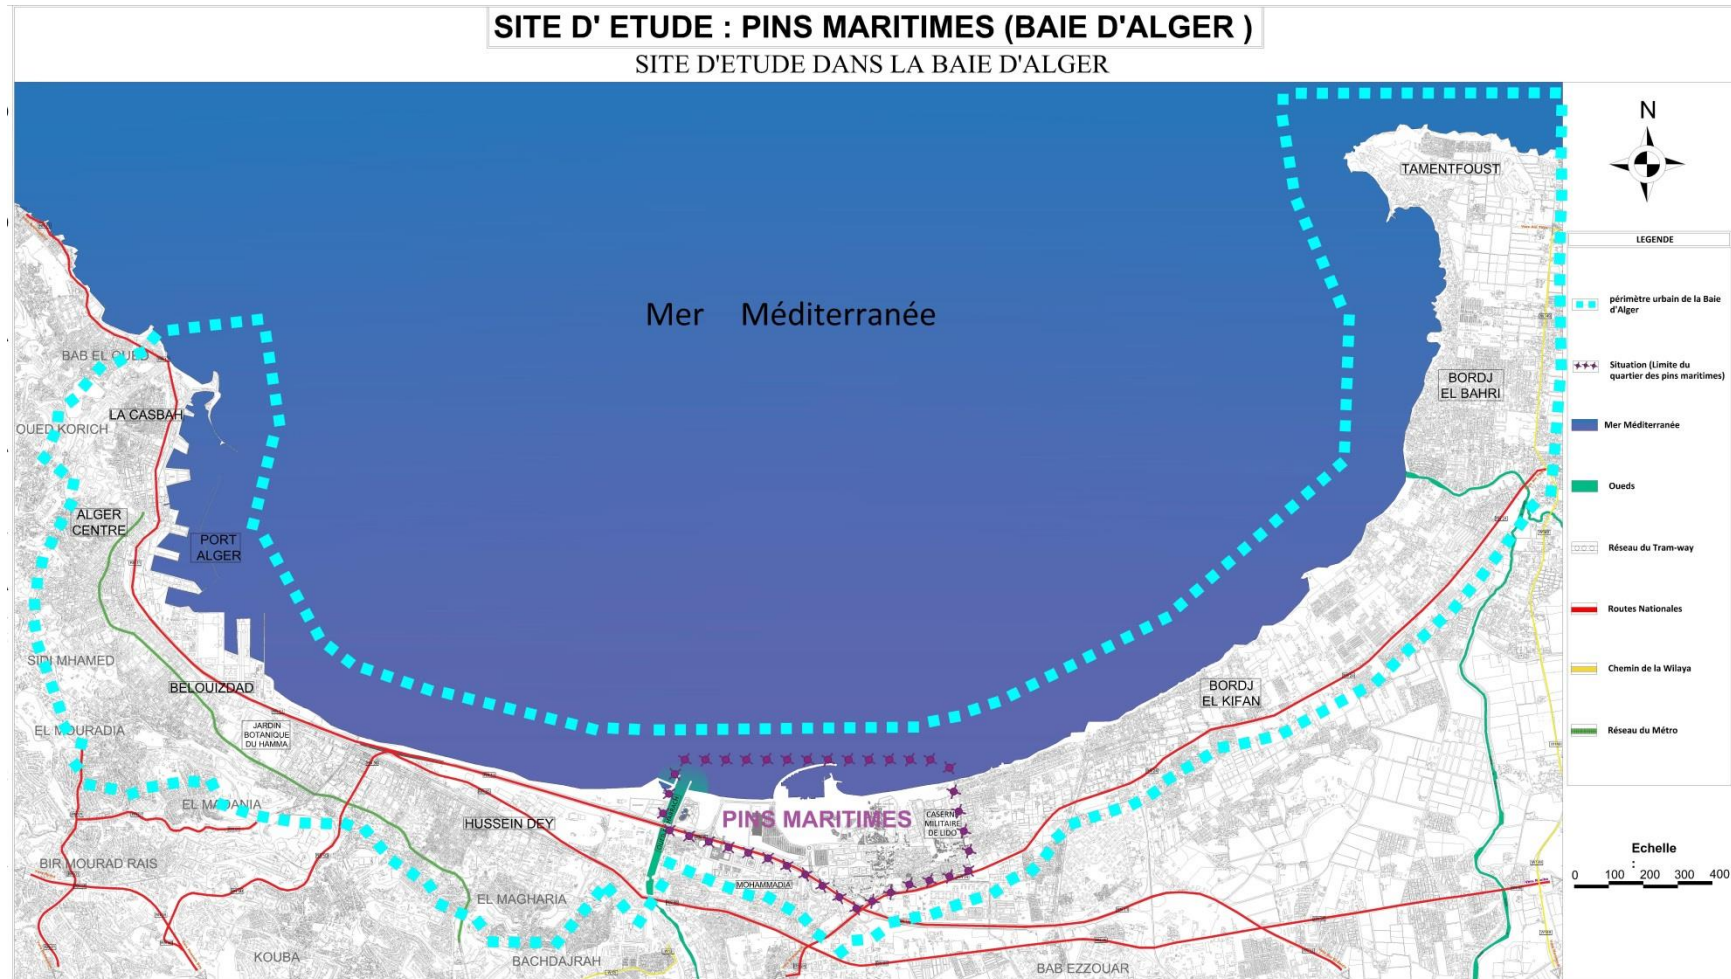 SITE D' ETUDE : PINS MARITIMES (BAIE D'ALGER )
SITE D'ETUDE DANS LA BAIE D'ALGER
N
TAMENTFOUST
LEGENDE
périmètre urbain de la Baie
d'Alger
Mer Méditerranée
BAB EL OUED
Situation (Limite du
quartier des pins maritimes)
BORDJ
EL BAHRI
LA CASBAH
OUED KORICH
Mer Méditerranée
Oueds
ALGER
CENTRE
PORT
ALGER
Réseau du Tram-way
Routes Nationales
SIDI MHAMED
BELOUIZDAD
BORDJ
EL KIFAN
Chemin de la Wilaya
EL MOURADIA
JARDIN
BOTANIQUE
DU HAMMA
Réseau du Métro
EL MADANIA
HUSSEIN DEY
PINS MARITIMES
CASERNE
MILITAIRE
DE LIDO
BIR MOURAD RAIS
MOHAMMADIA
Echelle
:
0 100 200 300 400
EL MAGHARIA
KOUBA
BACHDAJRAH
BAB EZZOUAR